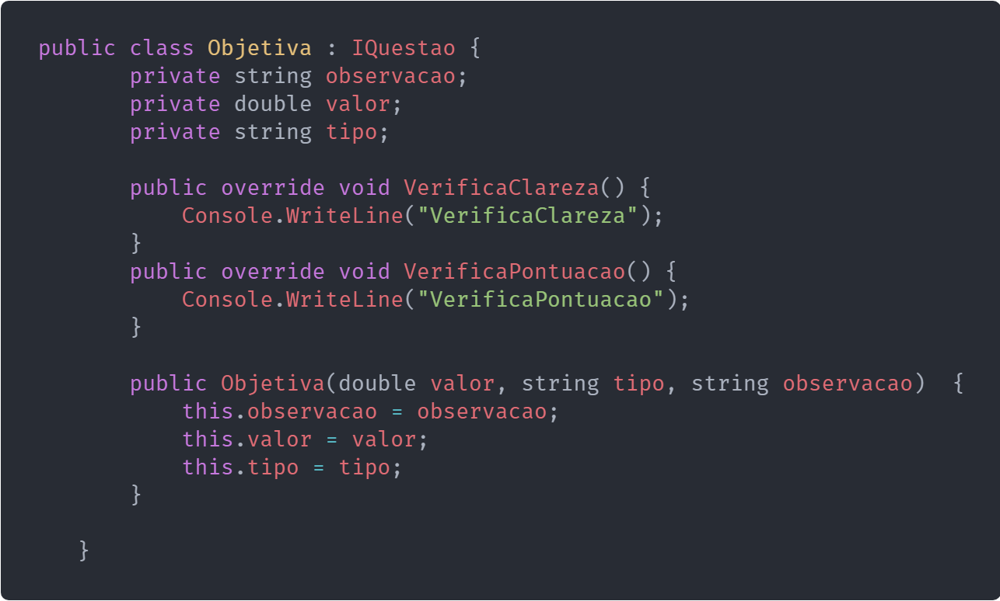 public class Objetiva : IQuestao {
private string observacao;
private double valor;
private string tipo;
public override void VerificaClareza() {
Console.WriteLine("VerificaClareza");
}
public override void VerificaPontuacao() {
Console.WriteLine("VerificaPontuacao");
}
public Objetiva(double valor, string tipo, string observacao)  {
this.observacao = observacao;
this.valor = valor;
this.tipo = tipo;
}
}